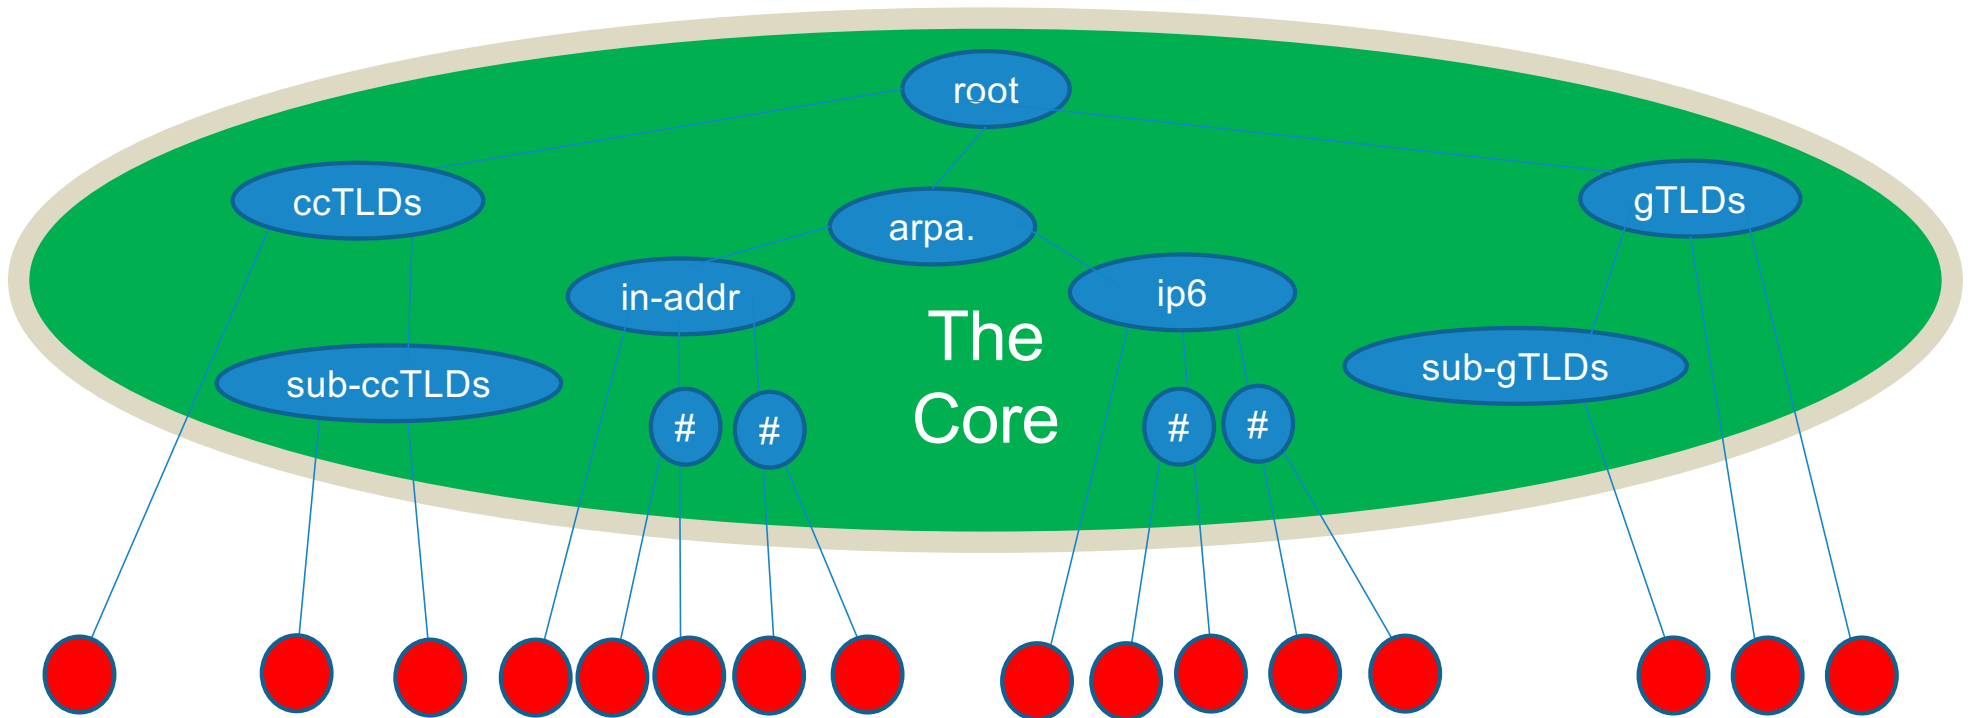 root
ccTLDs
arpa.
gTLDs
in-addr
ip6
The
Core
sub-ccTLDs
sub-gTLDs
#
#
#
#